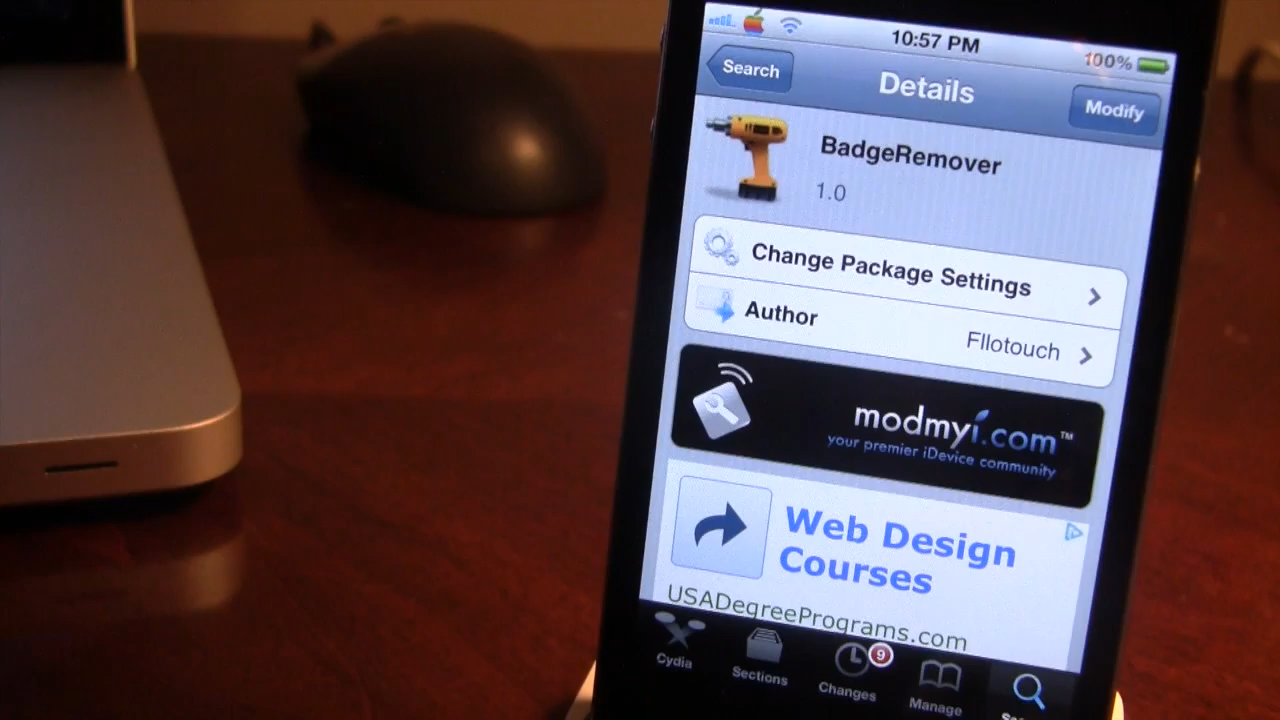 10:57 PM
100%
Search
Details
Modify
BadgeRemover
1.0
Change Package Settings
Author
Fllotouch
modmyi.com™
your premier iDevice community
Web Design
Courses
USADegreePrograms.com
Cydia
Sections
Changes
9
Manage